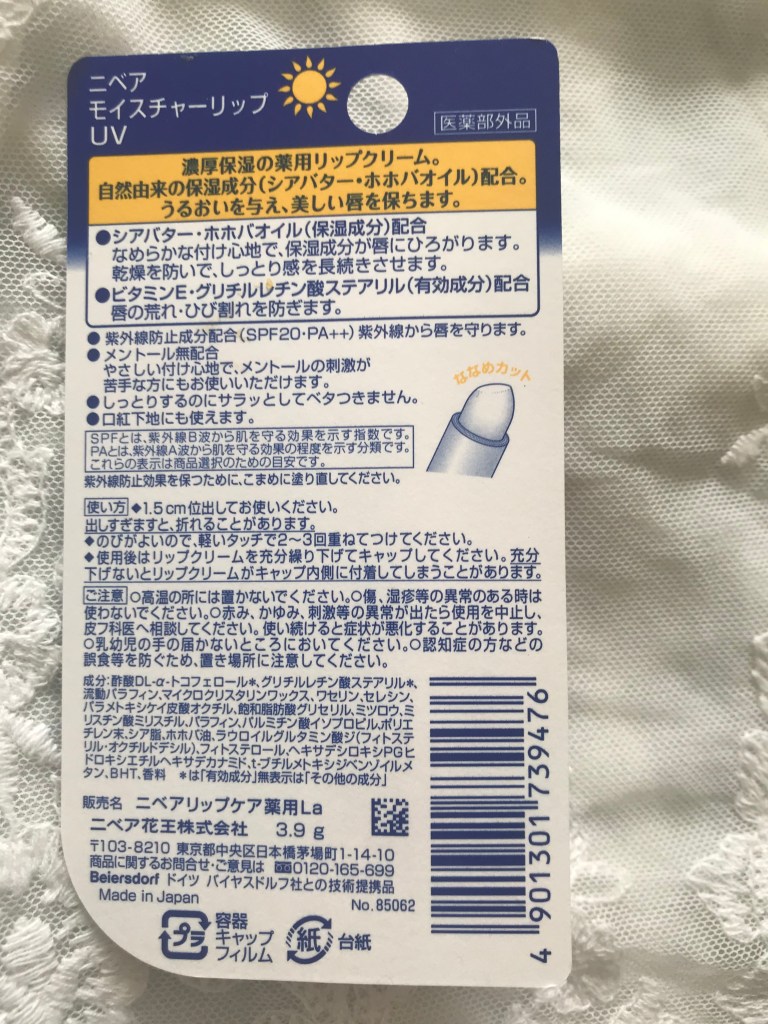 ニベア
モイスチャーリップ
UV
医薬部外品
濃厚保湿の薬用リップクリーム。
自然由来の保湿成分(シアバター・ホホバオイル)配合。
うるおいを与え、美しい唇を保ちます。
●シアバター・ホホバオイル(保湿成分)配合
なめらかな付け心地で、保湿成分が唇にひろがります。
乾燥を防いで、しっとり感を長続きさせます。
●ビタミンE・グリチルレチン酸ステアリル(有効成分)配合
唇の荒れ・ひび割れを防ぎます。
●紫外線防止成分配合(SPF20・PA++)紫外線から唇を守ります。
●メントール無配合
やさしい付け心地で、メントールの刺激が
苦手な方にもお使いいただけます。
●しっとりするのにサラッとしてベタつきません。
●口紅下地にも使えます。
ななめカット
SPFとは、紫外線B波から肌を守る効果を示す指数です。
PAとは、紫外線A波から肌を守る効果の程度を示す分類です。
これらの表示は商品選択のための目安です。
紫外線防止効果を保つために、こまめに塗り直してください。
使い方 ◆1.5cm位出してお使いください。
出しすぎますと、折れることがあります。
◆のびがよいので、軽いタッチで2〜3回重ねてつけてください。
◆使用後はリップクリームを充分繰り下げてキャップしてください。充分
下げないとリップクリームがキャップ内側に付着してしまうことがあります。
ご注意 ○高温の所には置かないでください。○傷、湿疹等の異常のある時は
使わないでください。○赤み、かゆみ、刺激等の異常が出たら使用を中止し、
皮フ科医へ相談してください。使い続けると症状が悪化することがあります。
○乳幼児の手の届かないところにおいてください。○認知症の方などの
誤食等を防ぐため、置き場所に注意してください。
成分:酢酸DL-α-トコフェロール*、グリチルレチン酸ステアリル*、
流動パラフィン、マイクロクリスタリンワックス、ワセリン、セレシン、
パラメトキシケイ皮酸オクチル、飽和脂肪酸グリセリル、ミツロウ、ミ
リスチン酸ミリスチル、パラフィン、パルミチン酸イソプロピル、ポリエ
チレン末、シア脂、ホホバ油、ラウロイルグルタミン酸ジ(フィトステ
リル・オクチルドデシル)、フィトステロール、ヘキサデシロキシPGヒ
ドロキシエチルヘキサデカナミド、t-ブチルメトキシジベンゾイルメ
タン、BHT、香料 *は「有効成分」無表示は「その他の成分」
販売名 ニベアリップケア薬用La
ニベア花王株式会社 3.9g
〒103-8210 東京都中央区日本橋茅場町1-14-10
商品に関するお問合せ・ご意見は 0120-165-699
Beiersdorf ドイツ バイヤスドルフ社との技術提携品
Made in Japan
No.85062
プラ
容器
キャップ
フィルム
紙
台紙
4 901301 739476